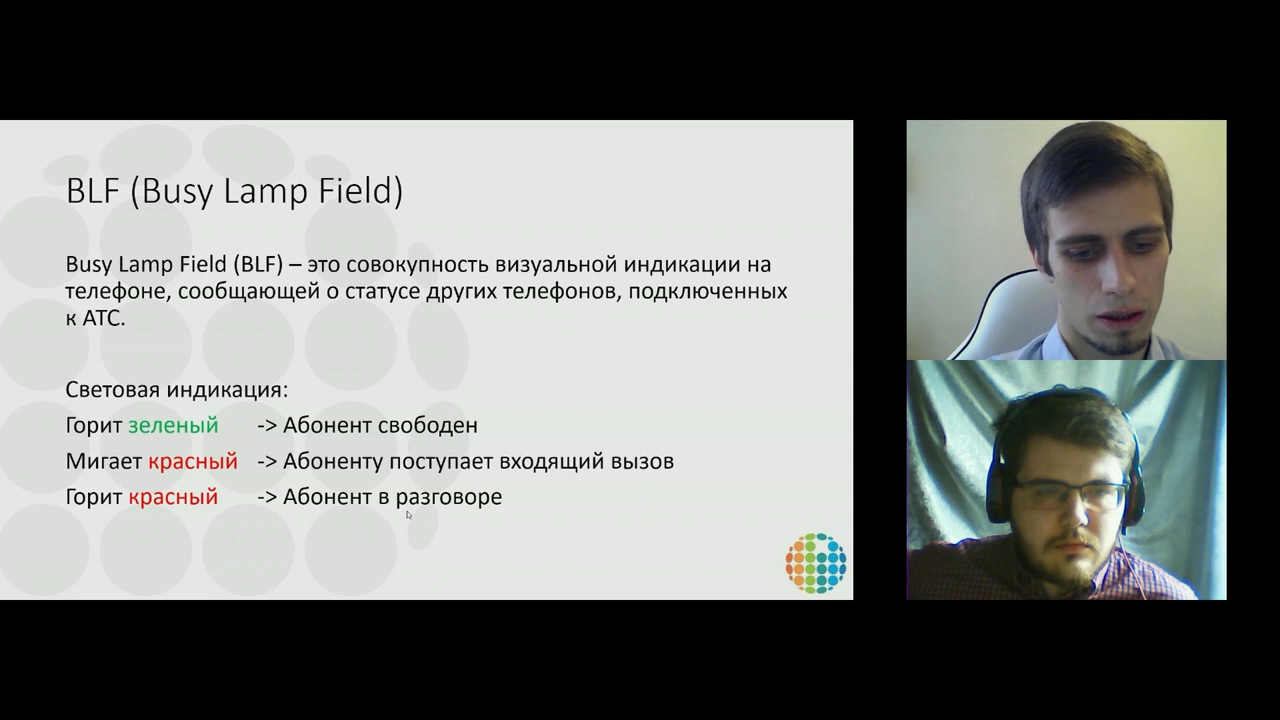 BLF (Busy Lamp Field)
Busy Lamp Field (BLF) – это совокупность визуальной индикации на
телефоне, сообщающей о статусе других телефонов, подключенных
к АТС.
Световая индикация:
Горит зеленый -> Абонент свободен
Мигает красный -> Абоненту поступает входящий вызов
Горит красный -> Абонент в разговоре